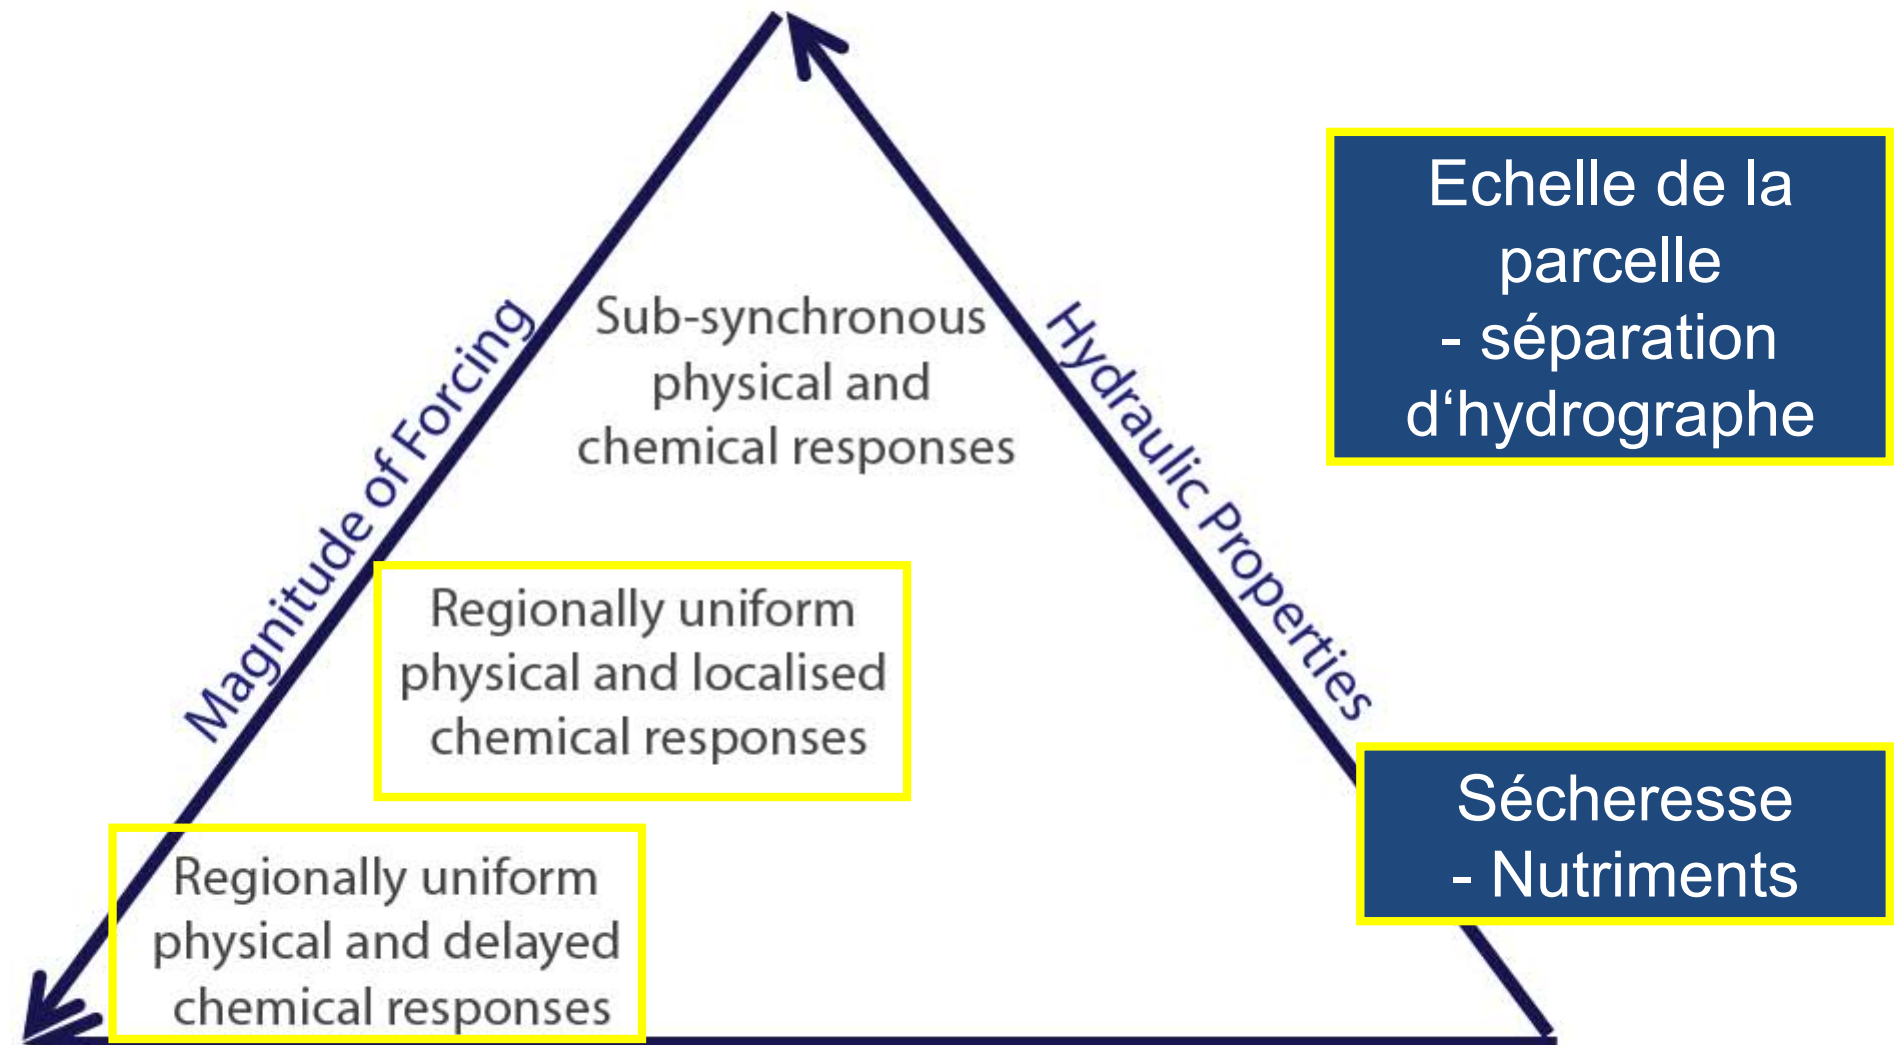 Magnitude of Forcing
Hydraulic Properties
Sub-synchronous
physical and
chemical responses
Regionally uniform
physical and localised
chemical responses
Regionally uniform
physical and delayed
chemical responses
Echelle de la
parcelle
- séparation
d‘hydrographe
Sécheresse
- Nutriments